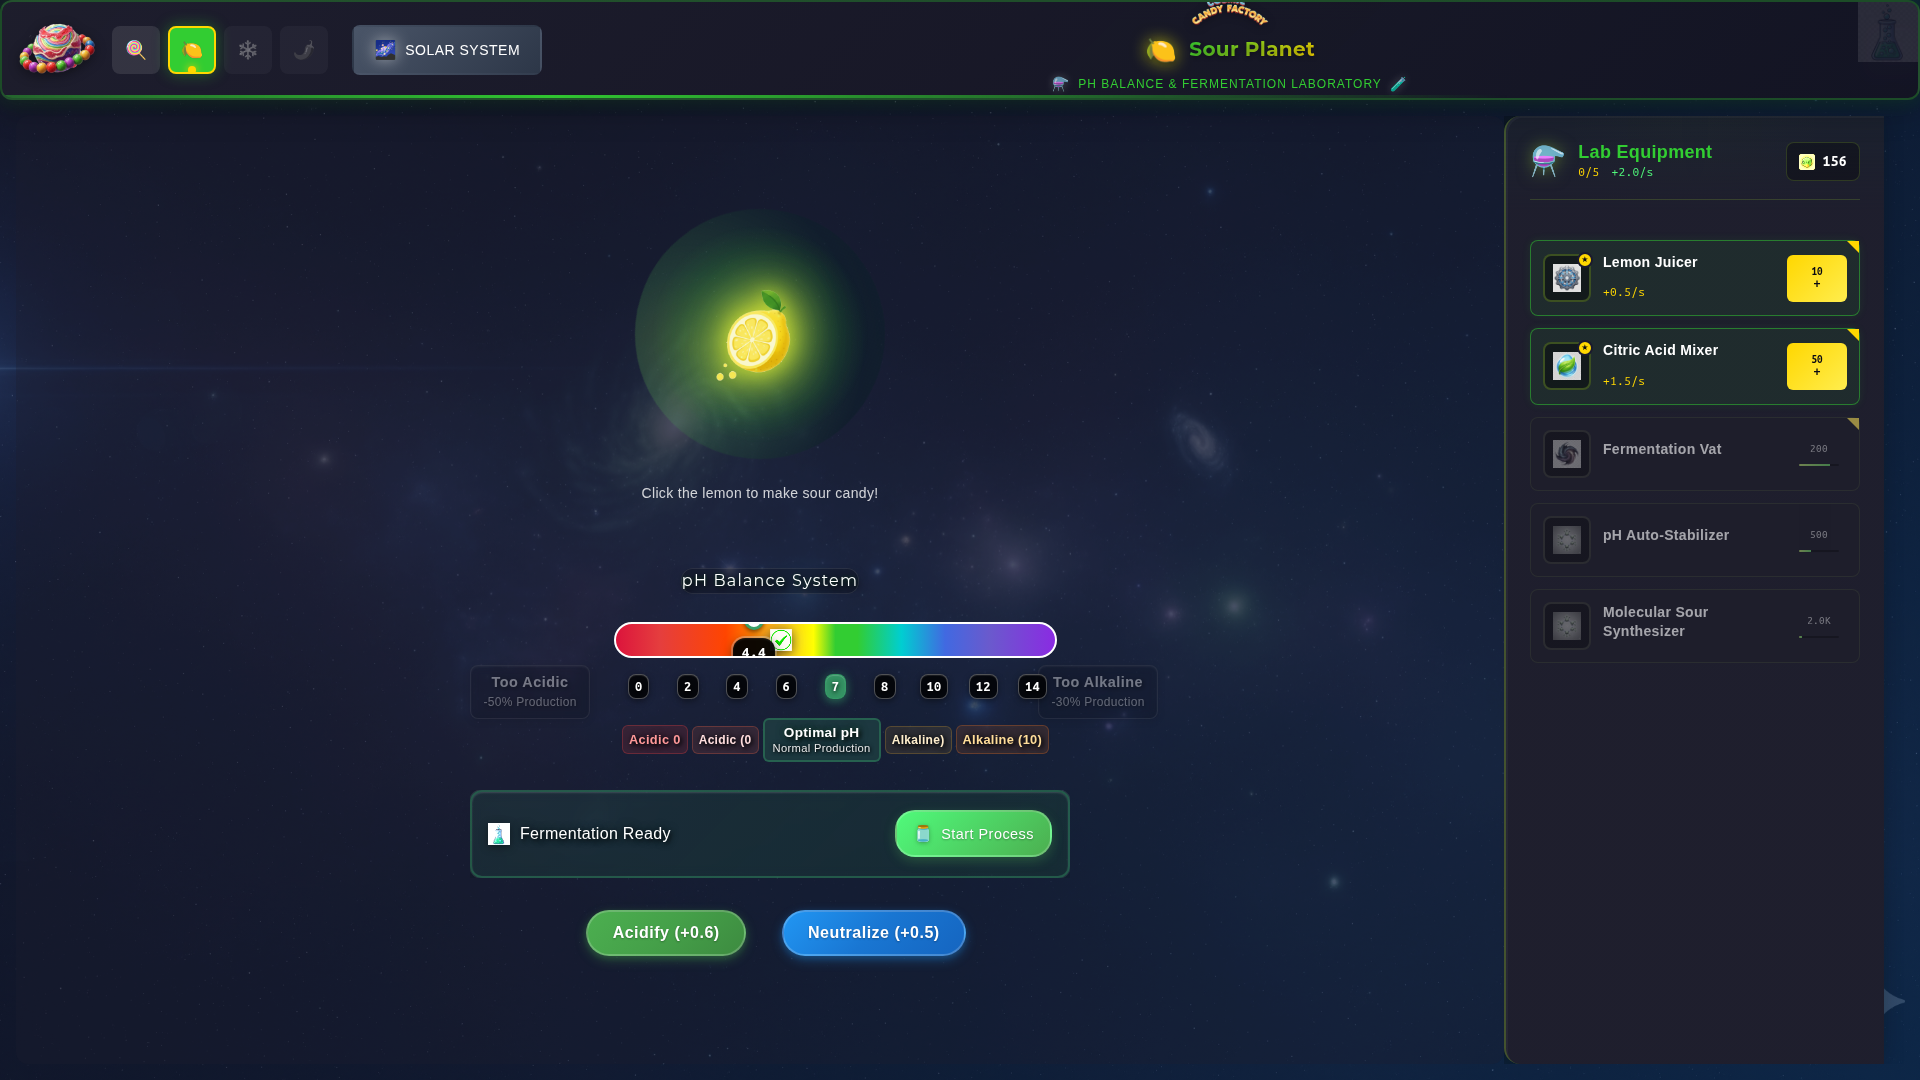 CANDY FACTORY
SOLAR SYSTEM
Sour Planet
PH BALANCE & FERMENTATION LABORATORY
Lab Equipment
0/5 +2.0/s
156
Lemon Juicer
+0.5/s
10
+
Citric Acid Mixer
+1.5/s
50
+
Fermentation Vat
200
pH Auto-Stabilizer
500
Molecular Sour
Synthesizer
2.0K
Click the lemon to make sour candy!
pH Balance System
4.4
Too Acidic
-50% Production
0 2 4 6 7 8 10 12 14
Too Alkaline
-30% Production
Acidic 0
Acidic (0
Optimal pH
Normal Production
Alkaline)
Alkaline (10)
Fermentation Ready
Start Process
Acidify (+0.6)
Neutralize (+0.5)